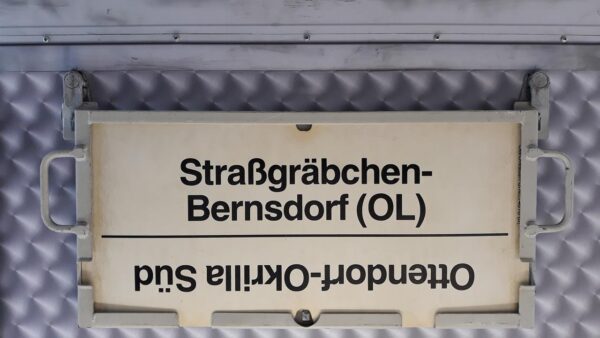 Straßgräbchen-
Bernsdorf (OL)
Ottendorf-Okrilla Süd